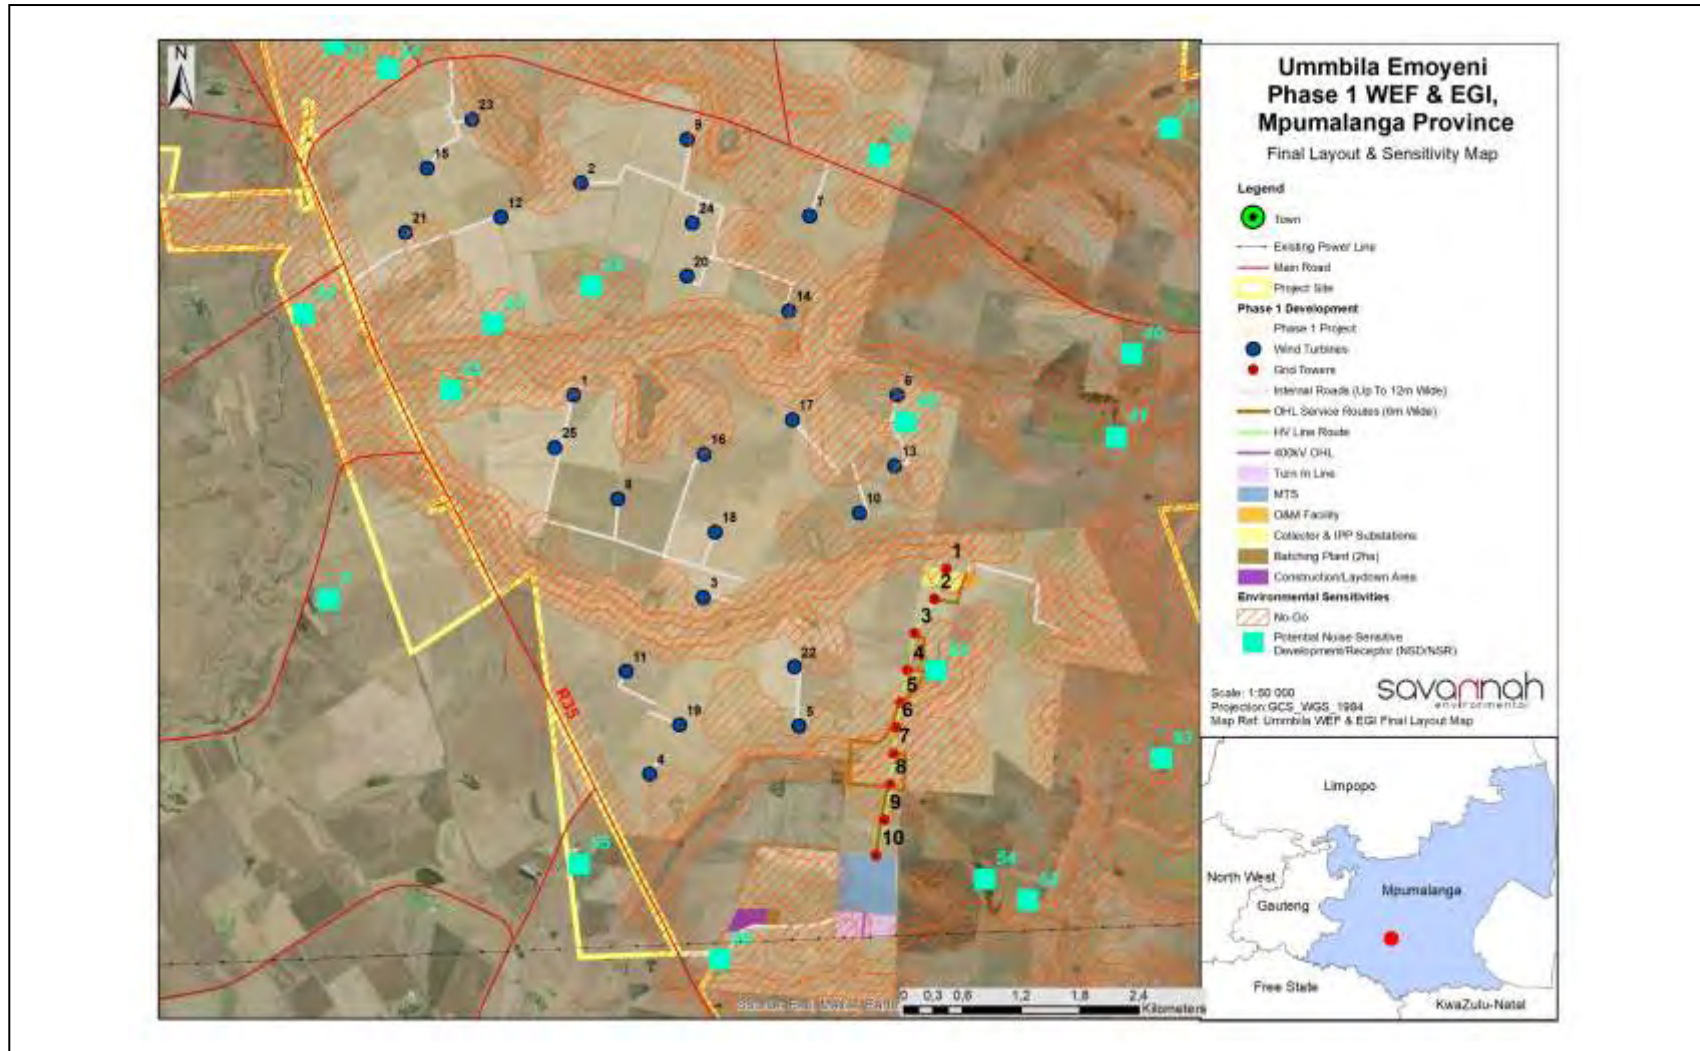 N
23
9
15
2
12
7
24
21
20
14
1
6
17
25
16
13
8
10
18
1
2
3
3
4
22
11
5
6
R35
19
5
7
4
8
9
10
54
Ummbila Emoyeni
Phase 1 WEF & EGI,
Mpumalanga Province
Final Layout & Sensitivity Map
Legend
Town
Existing Power Line
Main Road
Project Site
Phase 1 Development
Phase 1 Project
Wind Turbines
Grid Towers
Internal Roads (Up To 12m Wide)
OHL Service Routes (6m Wide)
HV Line Route
400kV OHL
Turn In Line
MTS
O&M Facility
Collector & IPP Substations
Batching Plant (2ha)
Construction/Laydown Area
Environmental Sensitivities
No-Go
Potential Noise Sensitive
Development/Receptor (NSD/NSR)
Scale: 1:50 000
Projection:GCS_WGS_1984
Map Ref: Ummbila WEF & EGI Final Layout Map
savannah
environmental
0 0,3 0,6 1,2 1,8 2,4
Kilometers
Limpopo
North West
Gauteng
Mpumalanga
Free State
KwaZulu-Natal